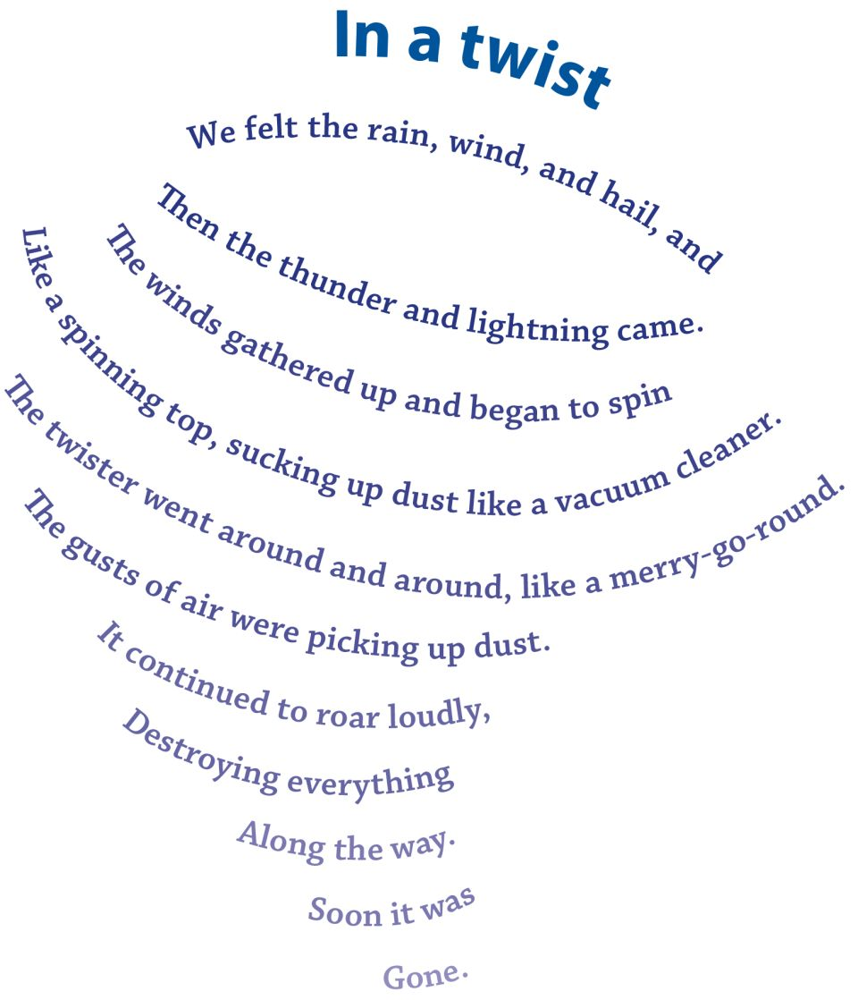 In a twist
We felt the rain, wind, and hail, and
Then the thunder and lightning came.
The winds gathered up and began to spin
Like a spinning top, sucking up dust like a vacuum cleaner.
The twister went around and around, like a merry-go-round.
The gusts of air were picking up dust.
It continued to roar loudly,
Destroying everything
Along the way.
Soon it was
Gone.